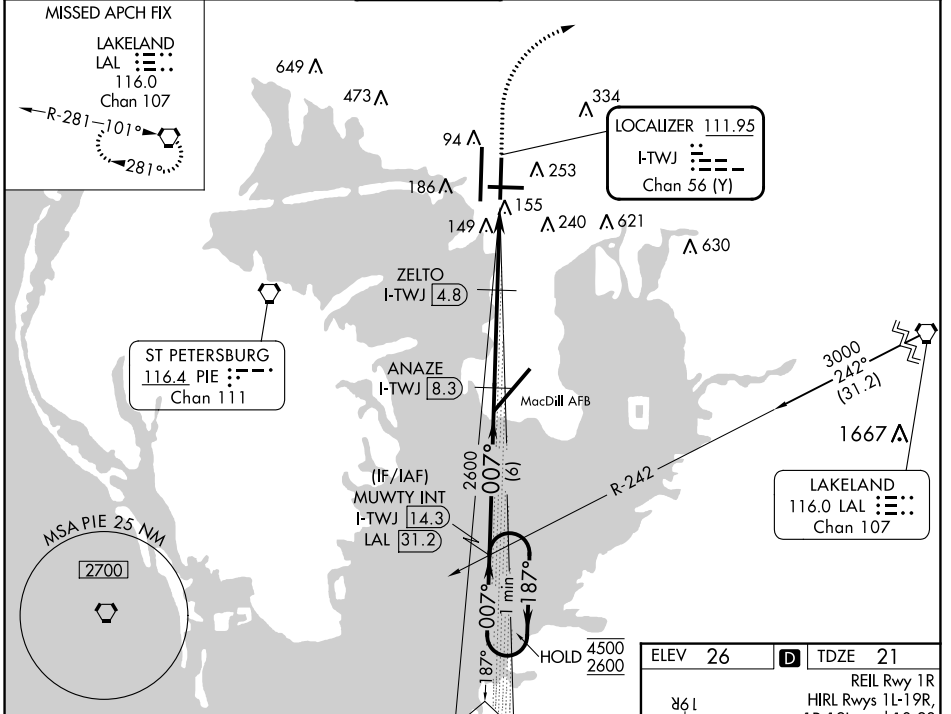 MISSED APCH FIX
LAKELAND
LAL
116.0
Chan 107
R-281
101°
281°
649
473
334
94
LOCALIZER 111.95
I-TWJ
Chan 56 (Y)
253
186
155
149
240
621
630
ZELTO
I-TWJ 4.8
ST PETERSBURG
116.4 PIE
Chan 111
ANAZE
I-TWJ 8.3
MacDill AFB
3000
242°
(31.2)
1667
2600
007°
(6)
R-242
(IF/IAF)
MUWTY INT
I-TWJ 14.3
LAL 31.2
LAKELAND
116.0 LAL
Chan 107
MSA PIE 25 NM
2700
007°
1 min
187°
HOLD 4500
2600
187°
ELEV 26
D
TDZE 21
REIL Rwy 1R
HIRL Rwys 1L-19R,
19R